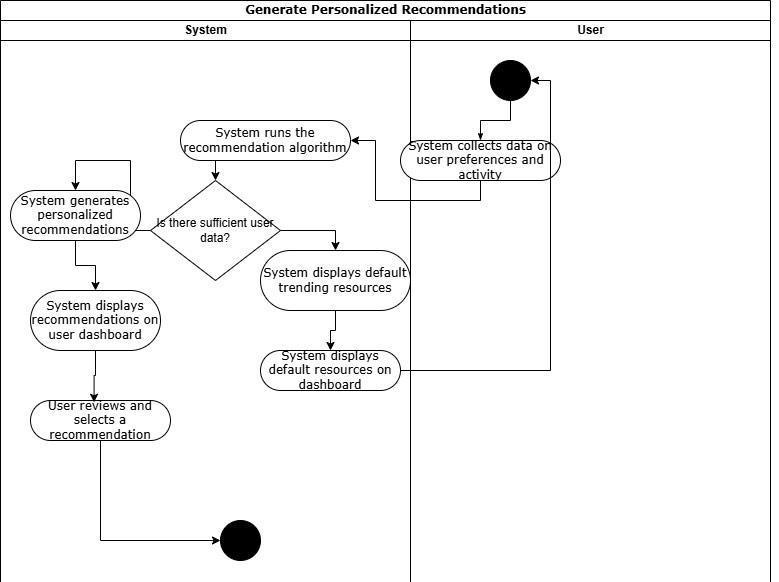 Generate Personalized Recommendations
System
User
System runs the
recommendation algorithm
System collects data on
user preferences and
activity
System generates
personalized
recommendations
Is there sufficient user
data?
System displays default
trending resources
System displays
recommendations on
user dashboard
System displays
default resources on
dashboard
User reviews and
selects a
recommendation